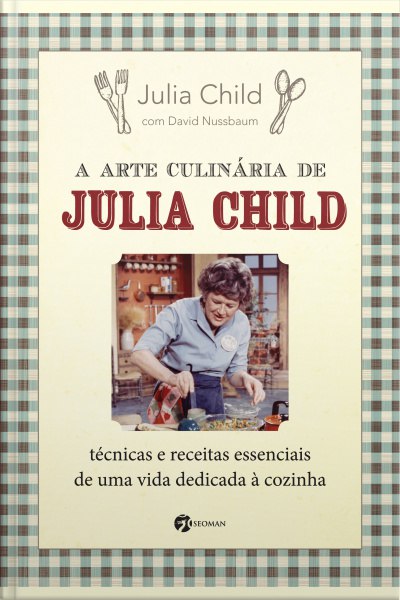 Julia Child
com David Nussbaum
A ARTE CULINÁRIA DE
JULIA CHILD
técnicas e receitas essenciais
de uma vida dedicada à cozinha
SEOMAN